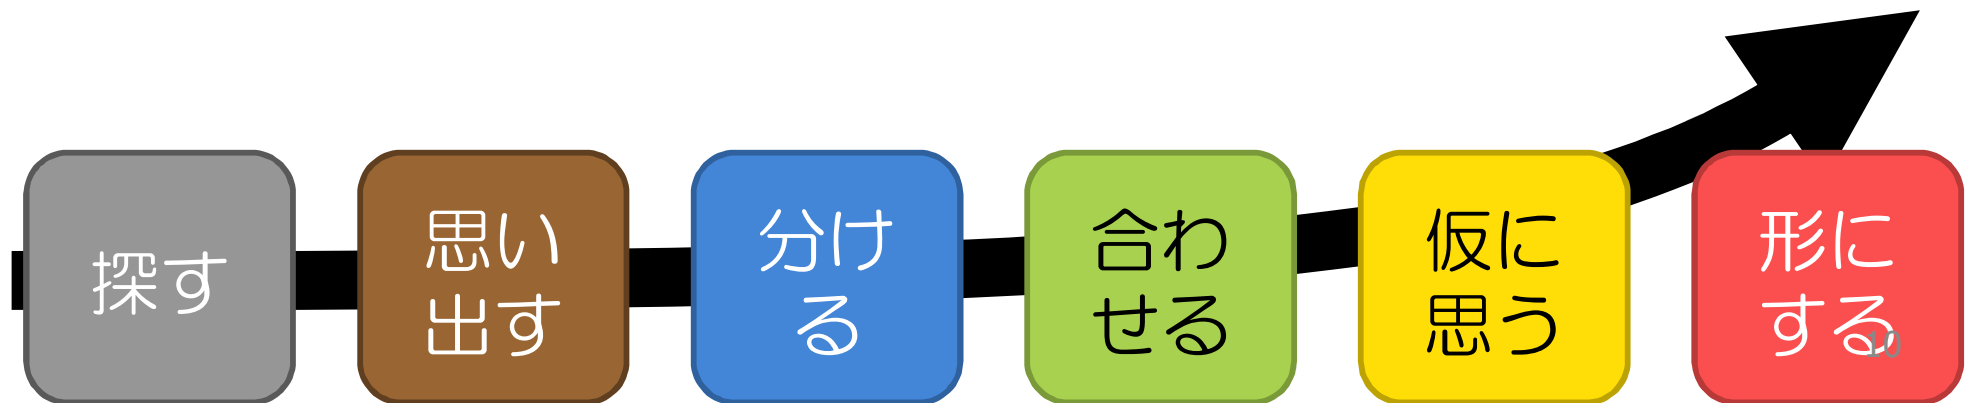 探す
思い
出す
分け
る
合わ
せる
仮に
思う
形に
する
10